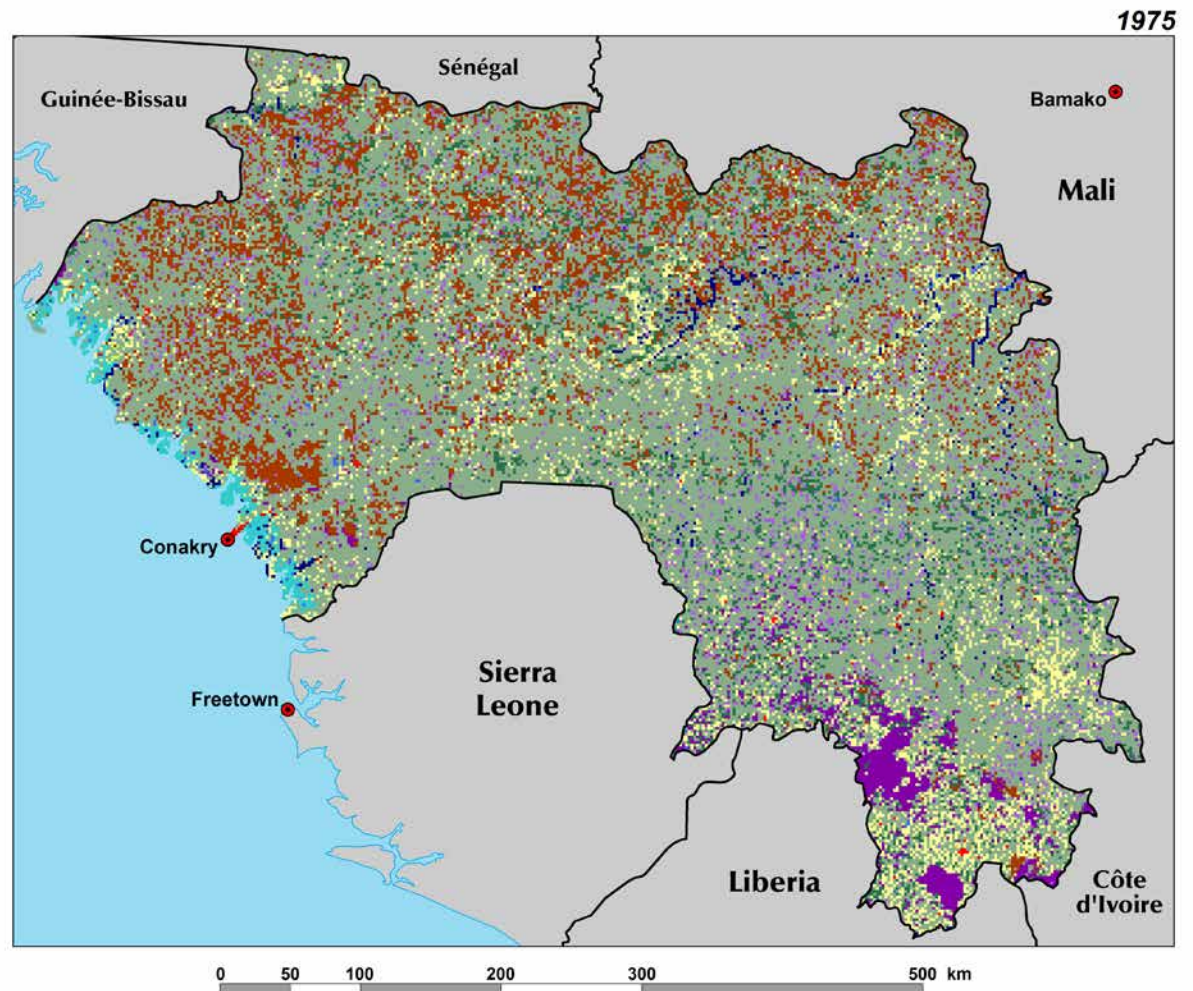 1975
Guinée-Bissau
Sénégal
Bamako
Mali
Conakry
Freetown
Sierra
Leone
Liberia
Côte
d'Ivoire
0 50 100 200 300 500 km